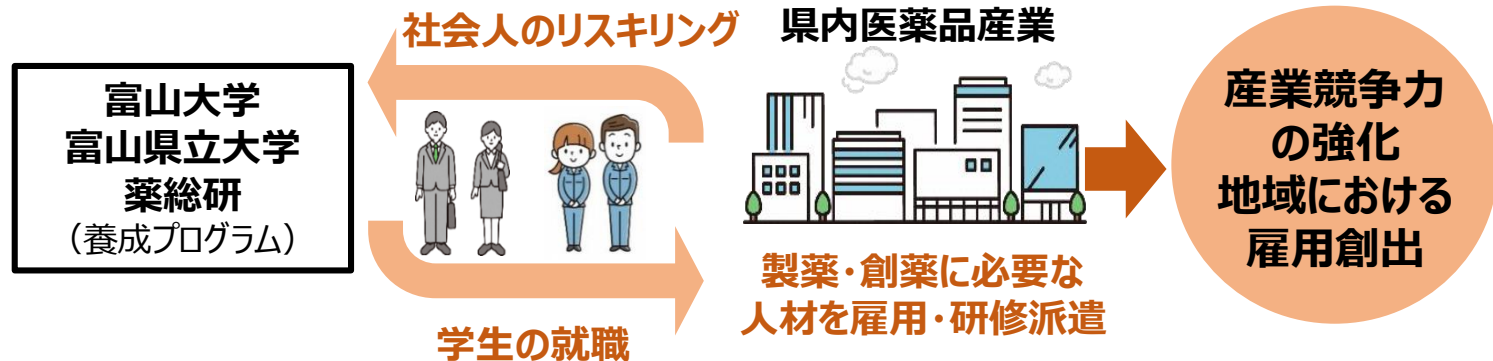 富山大学
富山県立大学
薬総研
（養成プログラム）
社会人のリスキリング
学生の就職
県内医薬品産業
製薬・創薬に必要な
人材を雇用・研修派遣
産業競争力
の強化
地域における
雇用創出